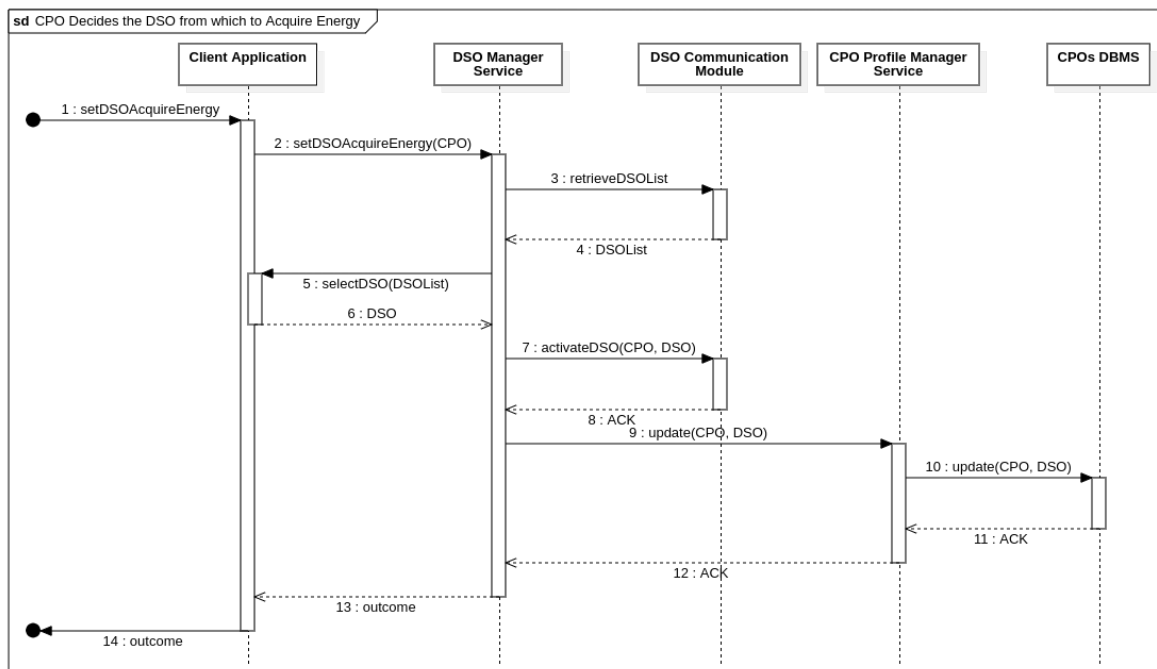 sd CPO Decides the DSO from which to Acquire Energy
Client Application
DSO Manager
Service
DSO Communication
Module
CPO Profile Manager
Service
CPOs DBMS
1 : setDSOAcquireEnergy
2 : setDSOAcquireEnergy(CPO)
3 : retrieveDSOList
4 : DSOList
5 : selectDSO(DSOList)
6 : DSO
7 : activateDSO(CPO, DSO)
8 : ACK
9 : update(CPO, DSO)
10 : update(CPO, DSO)
11 : ACK
12 : ACK
13 : outcome
14 : outcome